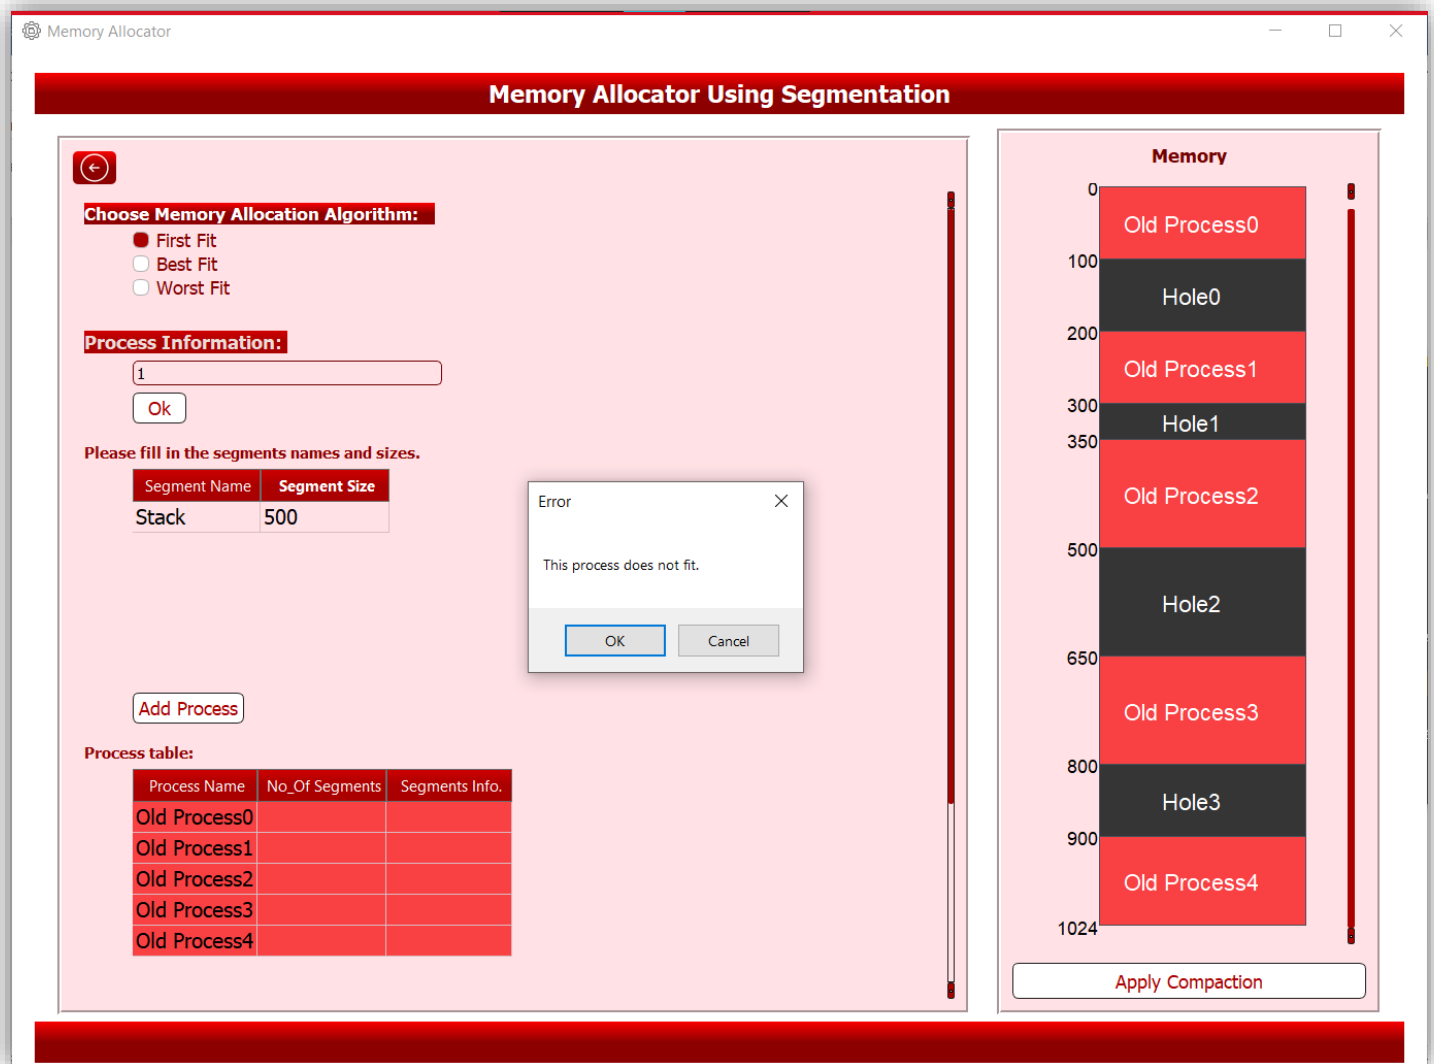 Memory Allocator
Memory Allocator Using Segmentation
Choose Memory Allocation Algorithm:
First Fit
Best Fit
Worst Fit
Process Information:
1
Ok
Please fill in the segments names and sizes.
Segment Name Segment Size
Stack 500
Error
This process does not fit.
OK Cancel
Add Process
Process table:
Process Name No_Of Segments Segments Info.
Old Process0
Old Process1
Old Process2
Old Process3
Old Process4
Memory
0
Old Process0
100
Hole0
200
Old Process1
300
Hole1
350
Old Process2
500
Hole2
650
Old Process3
800
Hole3
900
Old Process4
1024
Apply Compaction